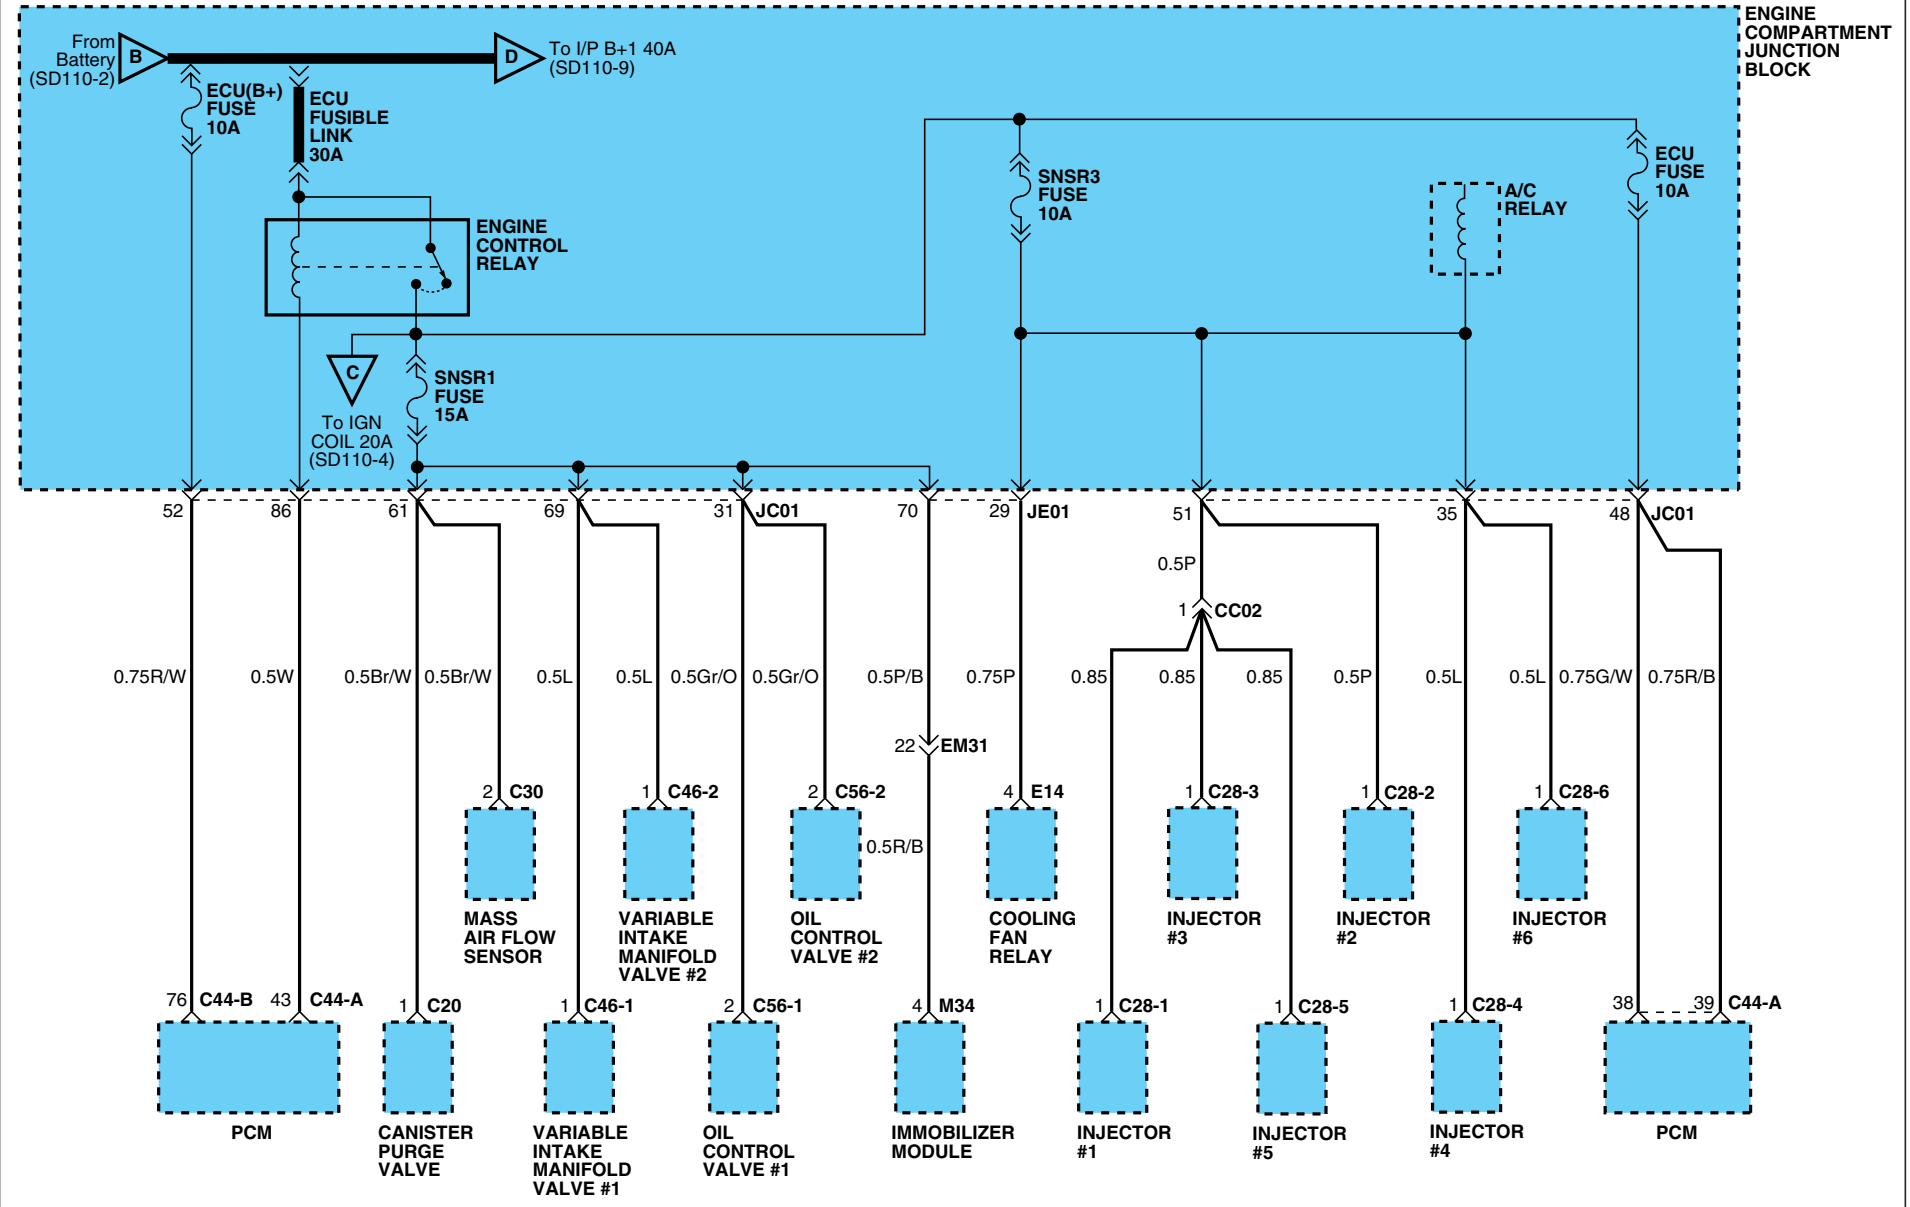 ENGINE
COMPARTMENT
JUNCTION
BLOCK
From
Battery
(SD110-2)
B
D
To I/P B+1 40A
(SD110-9)
ECU(B+)
FUSE
10A
ECU
FUSIBLE
LINK
30A
ENGINE
CONTROL
RELAY
SNSR3
FUSE
10A
A/C
RELAY
ECU
FUSE
10A
C
To IGN
COIL 20A
(SD110-4)
SNSR1
FUSE
15A
52
86
61
69
31
JC01
70
29
JE01
51
35
48
JC01
0.5P
1
CC02
0.75R/W
0.5W
0.5Br/W
0.5Br/W
0.5L
0.5L
0.5Gr/O
0.5Gr/O
0.5P/B
0.75P
0.85
0.85
0.85
0.5P
0.5L
0.5L
0.75G/W
0.75R/B
22
EM31
0.5R/B
2
C30
1
C46-2
2
C56-2
4
E14
1
C28-3
1
C28-2
1
C28-6
MASS
AIR FLOW
SENSOR
VARIABLE
INTAKE
MANIFOLD
VALVE #2
OIL
CONTROL
VALVE #2
COOLING
FAN
RELAY
INJECTOR
#3
INJECTOR
#2
INJECTOR
#6
76
C44-B
43
C44-A
1
C20
1
C46-1
2
C56-1
4
M34
1
C28-1
1
C28-5
1
C28-4
38
39
C44-A
PCM
CANISTER
PURGE
VALVE
VARIABLE
INTAKE
MANIFOLD
VALVE #1
OIL
CONTROL
VALVE #1
IMMOBILIZER
MODULE
INJECTOR
#1
INJECTOR
#5
INJECTOR
#4
PCM